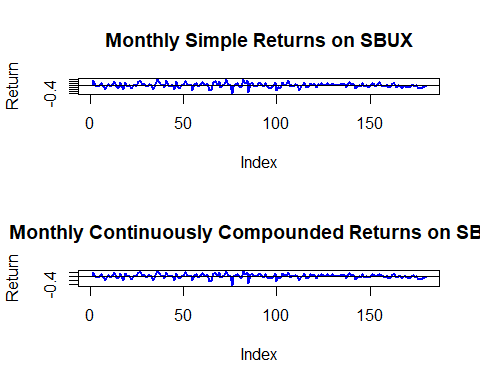 Monthly Simple Returns on SBUX
Return
-0.4
0 50 100 150
Index
Monthly Continuously Compounded Returns on SB
Return
-0.4
0 50 100 150
Index